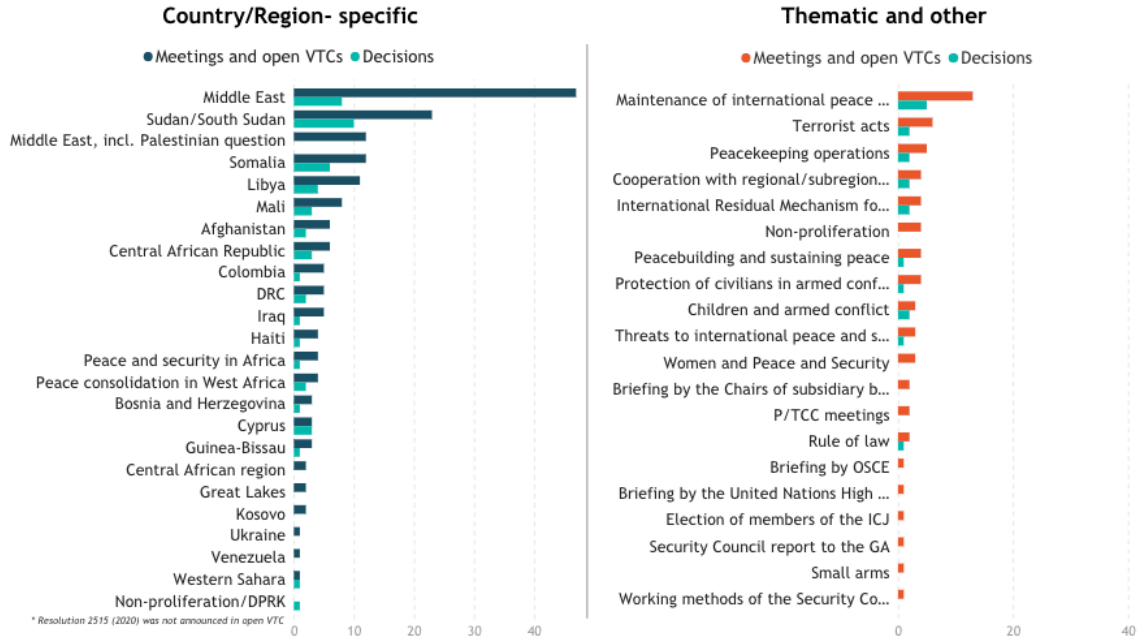 Country/Region- specific
Meetings and open VTCs Decisions
Middle East
Sudan/South Sudan
Middle East, incl. Palestinian question
Somalia
Libya
Mali
Afghanistan
Central African Republic
Colombia
DRC
Iraq
Haiti
Peace and security in Africa
Peace consolidation in West Africa
Bosnia and Herzegovina
Cyprus
Guinea-Bissau
Central African region
Great Lakes
Kosovo
Ukraine
Venezuela
Western Sahara
Non-proliferation/DPRK
* Resolution 2515 (2020) was not announced in open VTC
0 10 20 30 40
Thematic and other
Meetings and open VTCs Decisions
Maintenance of international peace ...
Terrorist acts
Peacekeeping operations
Cooperation with regional/subregion...
International Residual Mechanism fo...
Non-proliferation
Peacebuilding and sustaining peace
Protection of civilians in armed conf...
Children and armed conflict
Threats to international peace and s...
Women and Peace and Security
Briefing by the Chairs of subsidiary b...
P/TCC meetings
Rule of law
Briefing by OSCE
Briefing by the United Nations High ...
Election of members of the ICJ
Security Council report to the GA
Small arms
Working methods of the Security Co...
0 20 40